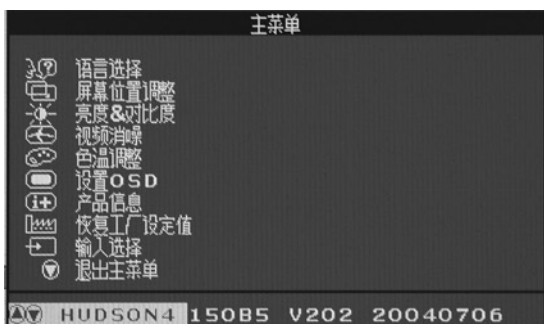 主菜单
语言选择
屏幕位置调整
亮度&对比度
视频消噪
色温调整
设置OSD
产品信息
恢复工厂设定值
输入选择
退出主菜单
HUDSON4 150B5 V202 20040706